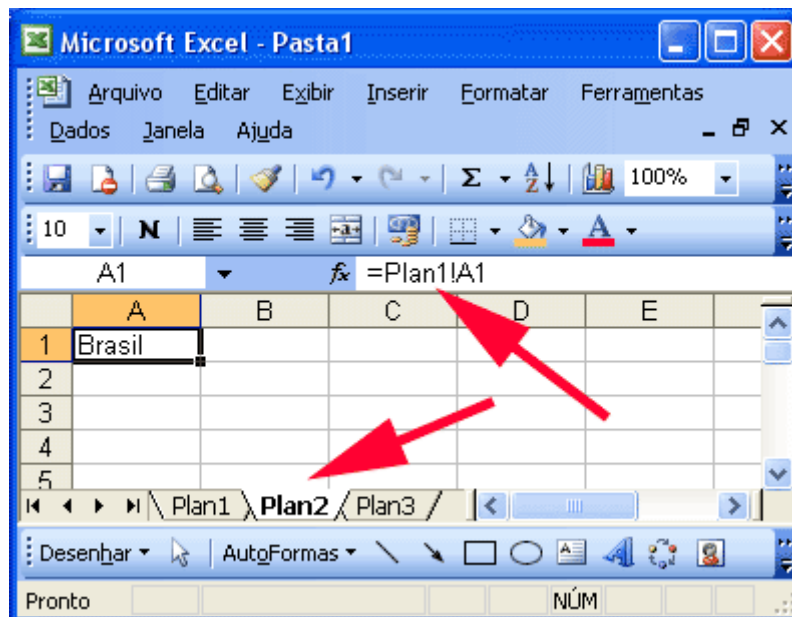 Microsoft Excel - Pasta1
Arquivo Editar Exibir Inserir Formatar Ferramentas
Dados Janela Ajuda
Σ A Z 100%
10 N a A
A1 fx =Plan1!A1
A B C D E
1 Brasil
2
3
4
5
Plan1 Plan2 Plan3
Desenhar AutoFormas A
Pronto NÚM